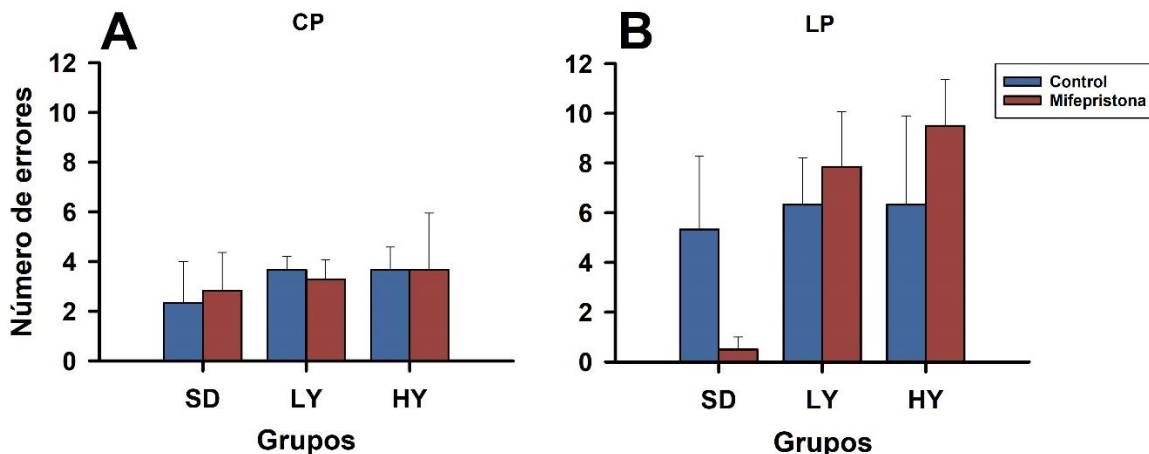 A
CP
Número de errores
12
10
8
6
4
2
0
SD LY HY
Grupos
B
LP
12
10
8
6
4
2
0
SD LY HY
Grupos
Control
Mifepristona